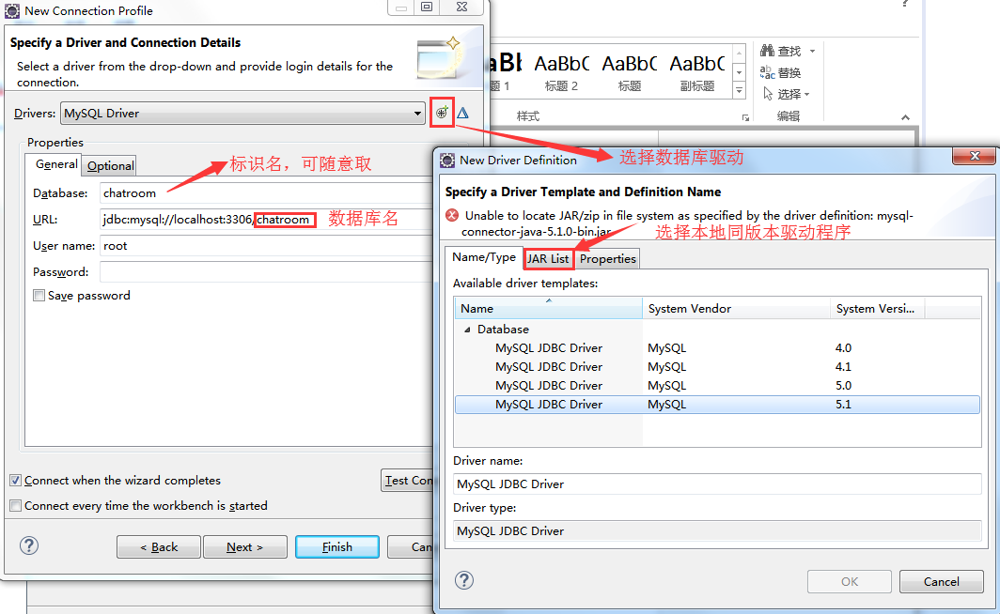 New Connection Profile
Specify a Driver and Connection Details
Select a driver from the drop-down and provide login details for the
connection.
Drivers: MySQL Driver
Properties
General Optional
标识名，可随意取
Database: chatroom
URL: jdbc:mysql://localhost:3306/chatroom 数据库名
User name: root
Password:
Save password
Connect when the wizard completes
Test Con
Connect every time the workbench is started
? < Back Next > Finish Can
?
aBl AaBbC AaBbC AaBbC
题 1 标题 2 标题 副标题
样式
查找
替换
选择
编辑
选择数据库驱动
New Driver Definition
Specify a Driver Template and Definition Name
Unable to locate JAR/zip in file system as specified by the driver definition: mysql-
connector-java-5.1.0-bin.jar.
选择本地同版本驱动程序
Name/Type JAR List Properties
Available driver templates:
Name System Vendor System Versi...
Database
MySQL JDBC Driver MySQL 4.0
MySQL JDBC Driver MySQL 4.1
MySQL JDBC Driver MySQL 5.0
MySQL JDBC Driver MySQL 5.1
Driver name:
MySQL JDBC Driver
Driver type:
MySQL JDBC Driver
? OK Cancel